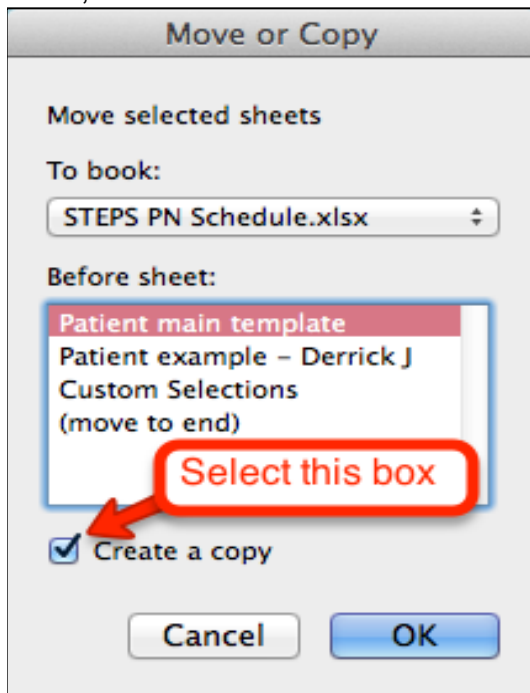 Move or Copy
Move selected sheets
To book:
STEPS PN Schedule.xlsx
Before sheet:
Patient main template
Patient example – Derrick J
Custom Selections
(move to end)
Select this box
Create a copy
Cancel OK